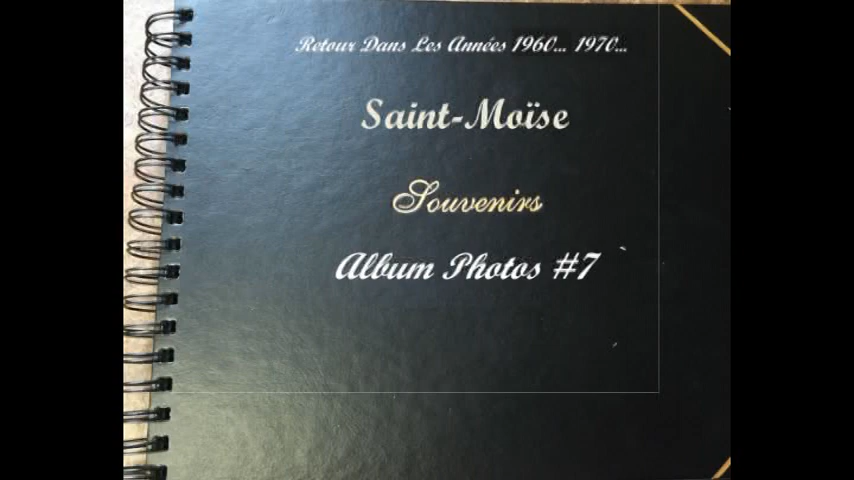 Retour Dans Les Années 1960... 1970...
Saint-Moïse
Souvenirs
Album Photos #7